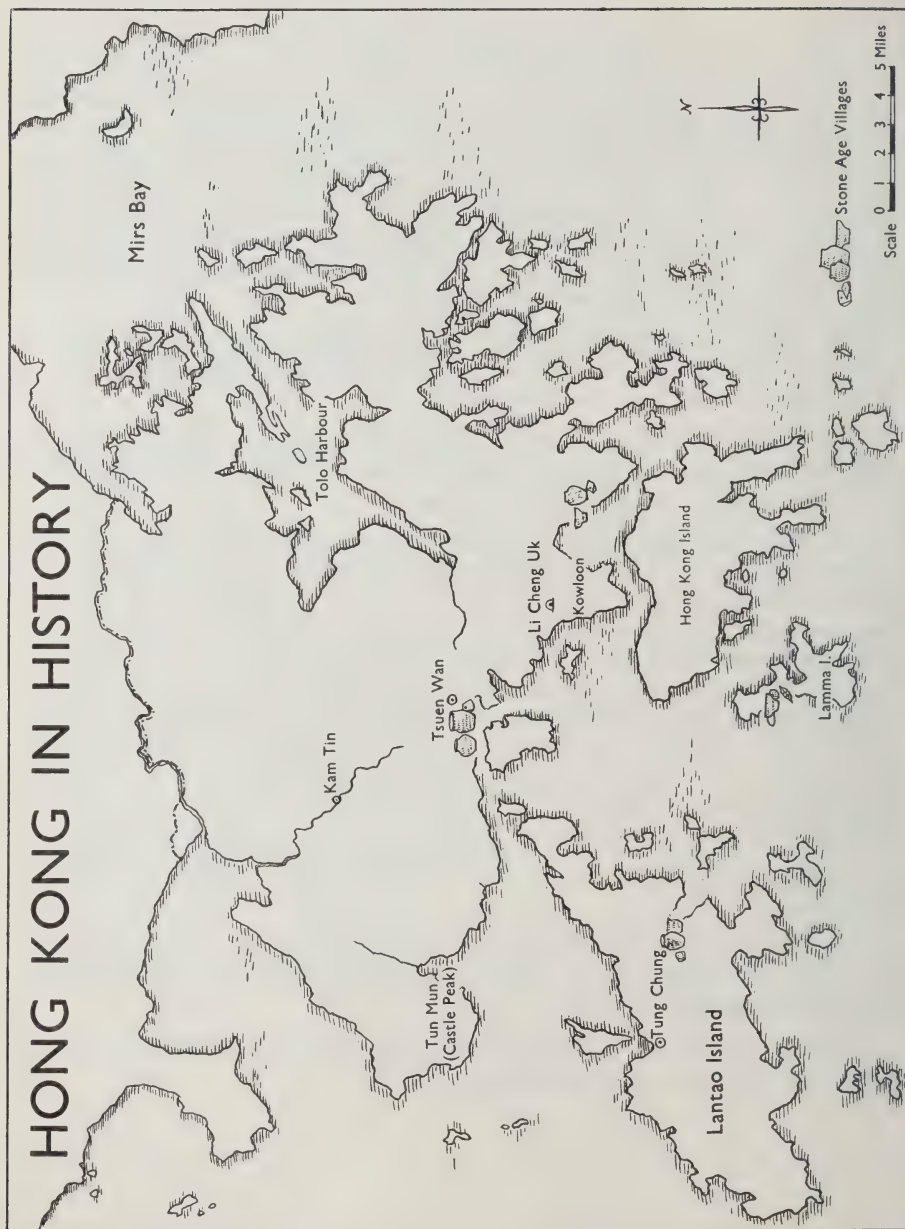 HONG KONG IN HISTORY
Mirs Bay
Tolo Harbour
Kam Tin
Tsuen Wan
Li Cheng Uk
Kowloon
Tun Mun
(Castle Peak)
Hong Kong Island
Tung Chung
Lantao Island
Lamma I.
N
Stone Age Villages
Scale
0 1 2 3 4 5 Miles